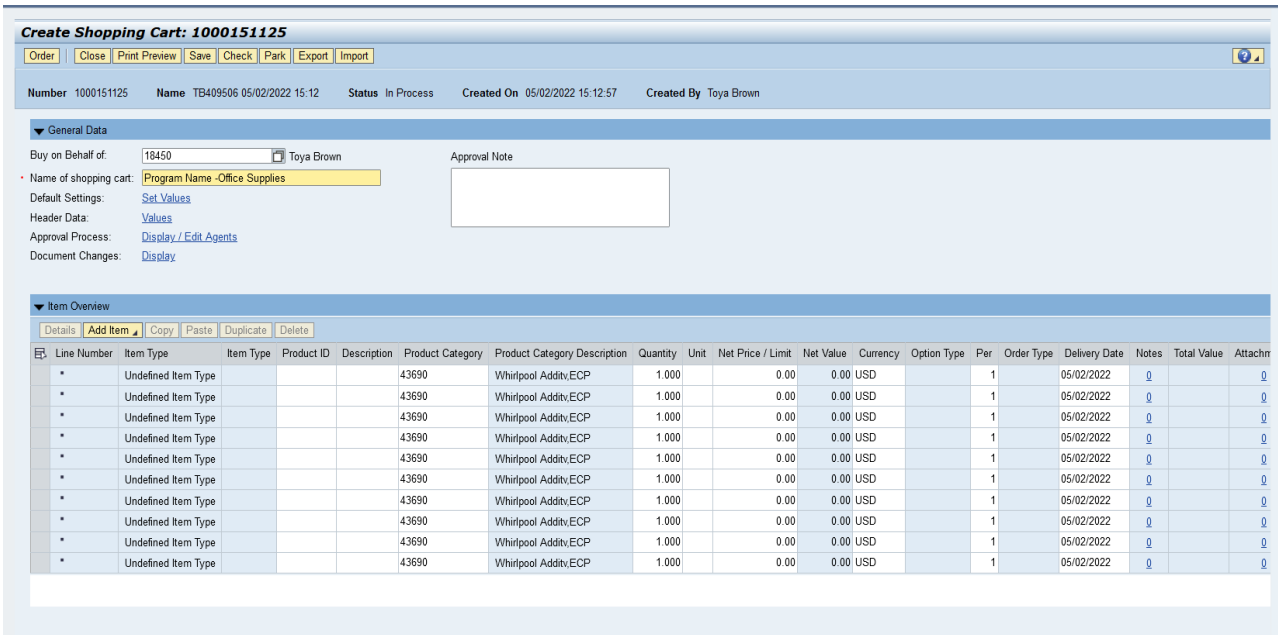 Create Shopping Cart: 1000151125
Order Close Print Preview Save Check Park Export Import
Number 1000151125 Name TB409506 05/02/2022 15:12 Status In Process Created On 05/02/2022 15:12:57 Created By Toya Brown
General Data
Buy on Behalf of: 18450 Toya Brown Approval Note
* Name of shopping cart: Program Name -Office Supplies
Default Settings: Set Values
Header Data: Values
Approval Process: Display / Edit Agents
Document Changes: Display
Item Overview
Details Add Item Copy Paste Duplicate Delete
Line Number Item Type Item Type Product ID Description Product Category Product Category Description Quantity Unit Net Price / Limit Net Value Currency Option Type Per Order Type Delivery Date Notes Total Value Attachm
* Undefined Item Type 43690 Whirlpool Additv,ECP 1.000 0.00 0.00 USD 1 05/02/2022 0 0
* Undefined Item Type 43690 Whirlpool Additv,ECP 1.000 0.00 0.00 USD 1 05/02/2022 0 0
* Undefined Item Type 43690 Whirlpool Additv,ECP 1.000 0.00 0.00 USD 1 05/02/2022 0 0
* Undefined Item Type 43690 Whirlpool Additv,ECP 1.000 0.00 0.00 USD 1 05/02/2022 0 0
* Undefined Item Type 43690 Whirlpool Additv,ECP 1.000 0.00 0.00 USD 1 05/02/2022 0 0
* Undefined Item Type 43690 Whirlpool Additv,ECP 1.000 0.00 0.00 USD 1 05/02/2022 0 0
* Undefined Item Type 43690 Whirlpool Additv,ECP 1.000 0.00 0.00 USD 1 05/02/2022 0 0
* Undefined Item Type 43690 Whirlpool Additv,ECP 1.000 0.00 0.00 USD 1 05/02/2022 0 0
* Undefined Item Type 43690 Whirlpool Additv,ECP 1.000 0.00 0.00 USD 1 05/02/2022 0 0
* Undefined Item Type 43690 Whirlpool Additv,ECP 1.000 0.00 0.00 USD 1 05/02/2022 0 0